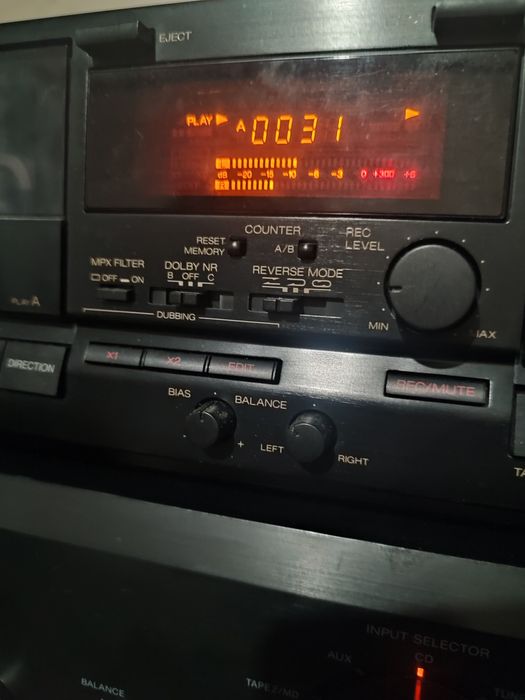 EJECT
PLAY A 0031
dB -20 -15 -10 -6 -3 0 +3 +6
COUNTER
RESET
MEMORY
A/B
REC
LEVEL
MPX FILTER
OFF ON
DOLBY NR
B OFF C
REVERSE MODE
MIN
MAX
PLAY A
DUBBING
DIRECTION
X1
X2
EDIT
REC/MUTE
BIAS
+
BALANCE
LEFT
RIGHT
TA
INPUT SELECTOR
AUX
CD
TUN
BALANCE
TAPE2/MD